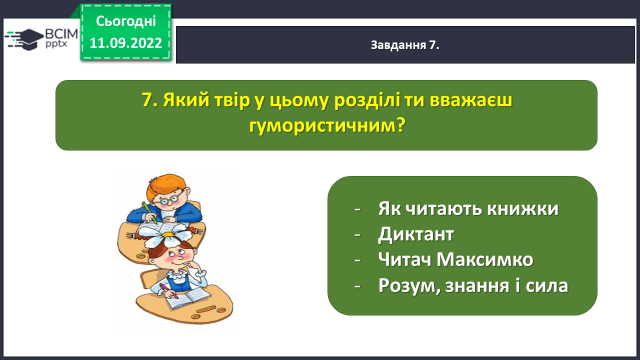 Сьогодні
11.09.2022
BCIM
pptx
Завдання 7.
7. Який твір у цьому розділі ти вважаєш
гумористичним?
- Як читають книжки
- Диктант
- Читач Максимко
- Розум, знання і сила